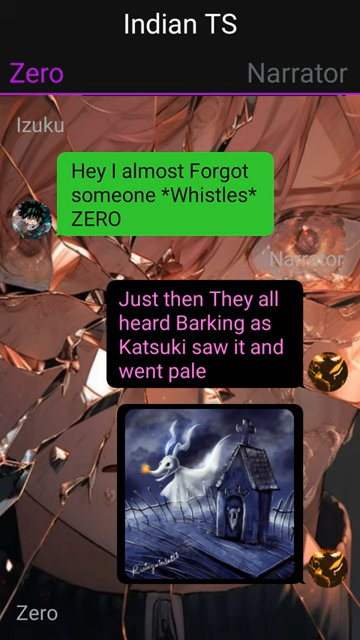 Indian TS
Zero
Narrator
Izuku
Hey I almost Forgot
someone *Whistles*
ZERO
Narrator
Just then They all
heard Barking as
Katsuki saw it and
went pale
Zero